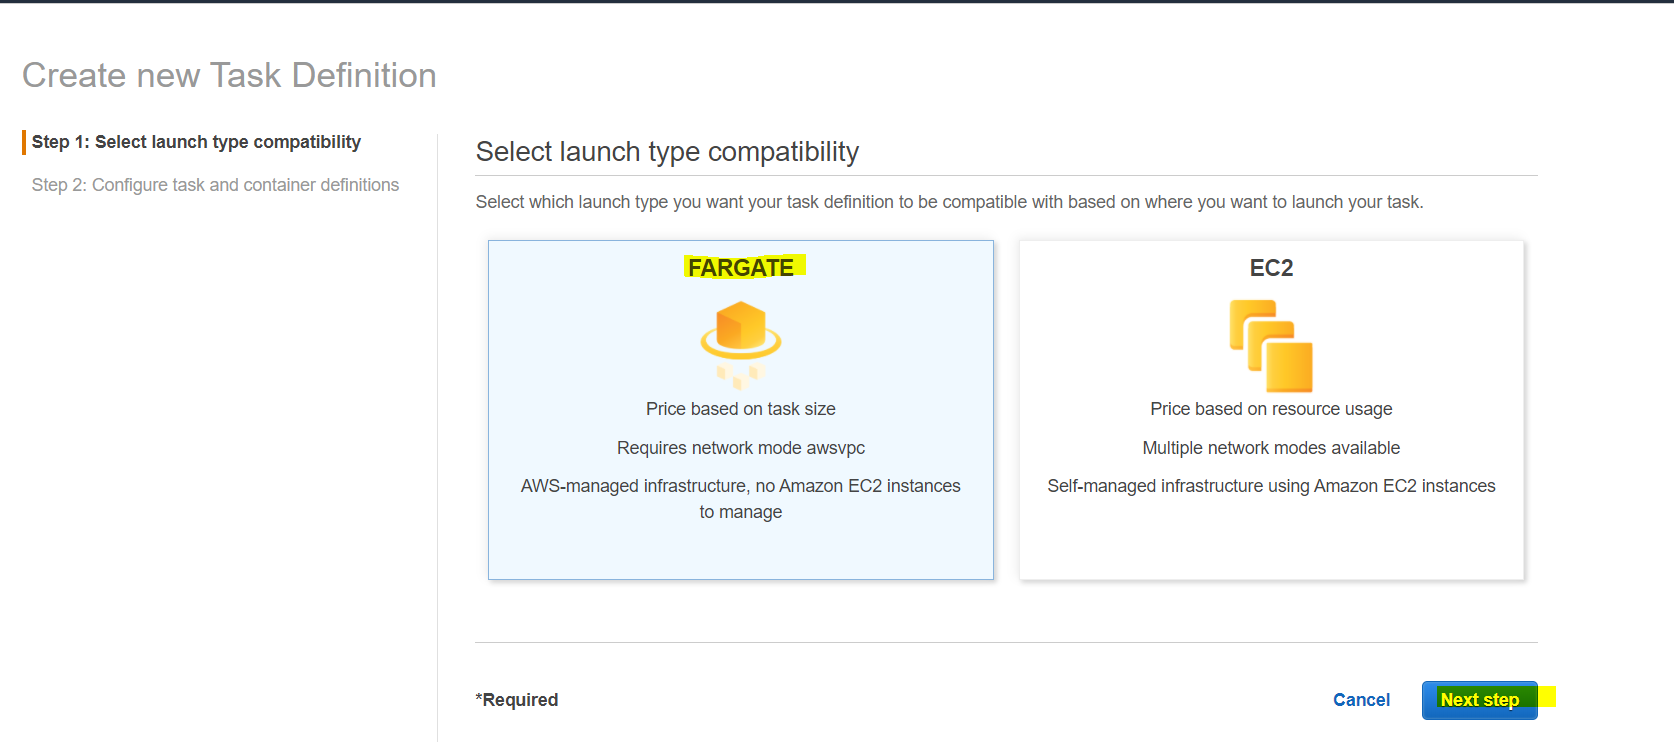 Create new Task Definition
Step 1: Select launch type compatibility
Step 2: Configure task and container definitions
Select launch type compatibility
Select which launch type you want your task definition to be compatible with based on where you want to launch your task.
FARGATE
Price based on task size
Requires network mode awsvpc
AWS-managed infrastructure, no Amazon EC2 instances
to manage
EC2
Price based on resource usage
Multiple network modes available
Self-managed infrastructure using Amazon EC2 instances
*Required
Cancel
Next step